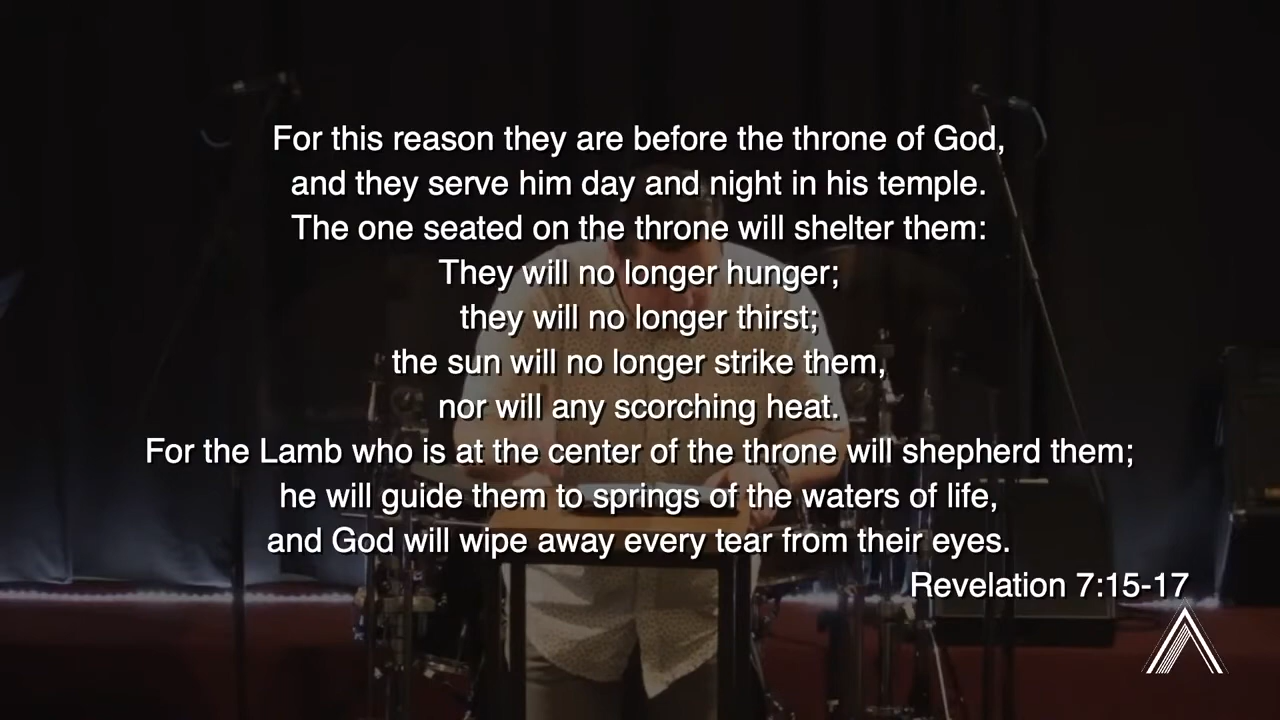 For this reason they are before the throne of God,
and they serve him day and night in his temple.
The one seated on the throne will shelter them:
They will no longer hunger;
they will no longer thirst;
the sun will no longer strike them,
nor will any scorching heat.
For the Lamb who is at the center of the throne will shepherd them;
he will guide them to springs of the waters of life,
and God will wipe away every tear from their eyes.
Revelation 7:15-17